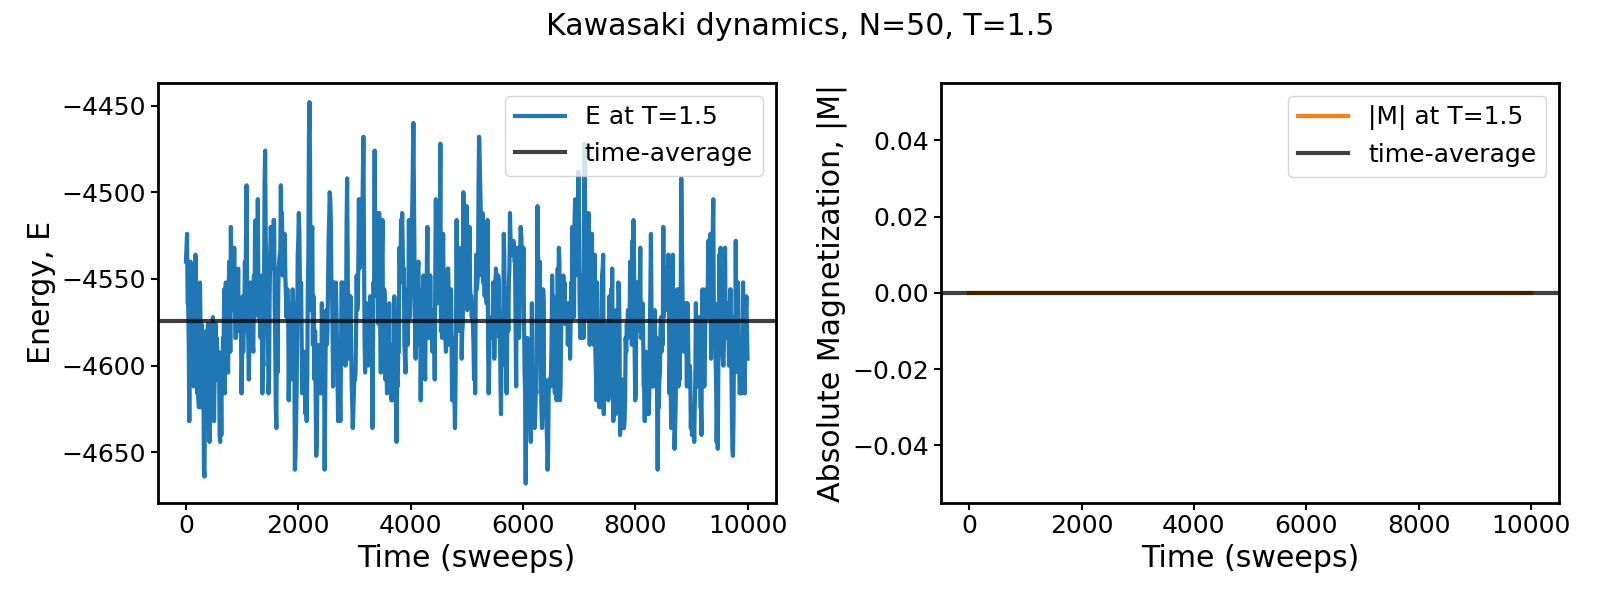 Kawasaki dynamics, N=50, T=1.5
E at T=1.5
time-average
−4450
−4500
−4550
−4600
−4650
Energy, E
0
2000
4000
6000
8000
10000
Time (sweeps)
|M| at T=1.5
time-average
0.04
0.02
0.00
−0.02
−0.04
Absolute Magnetization, |M|
0
2000
4000
6000
8000
10000
Time (sweeps)